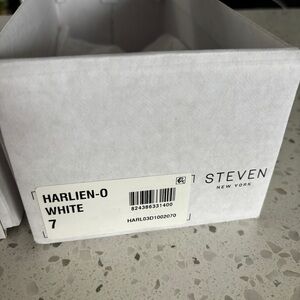 STEVEN
NEW YORK
HARLIEN-O
WHITE
7
824386331400
HARL03D1002070